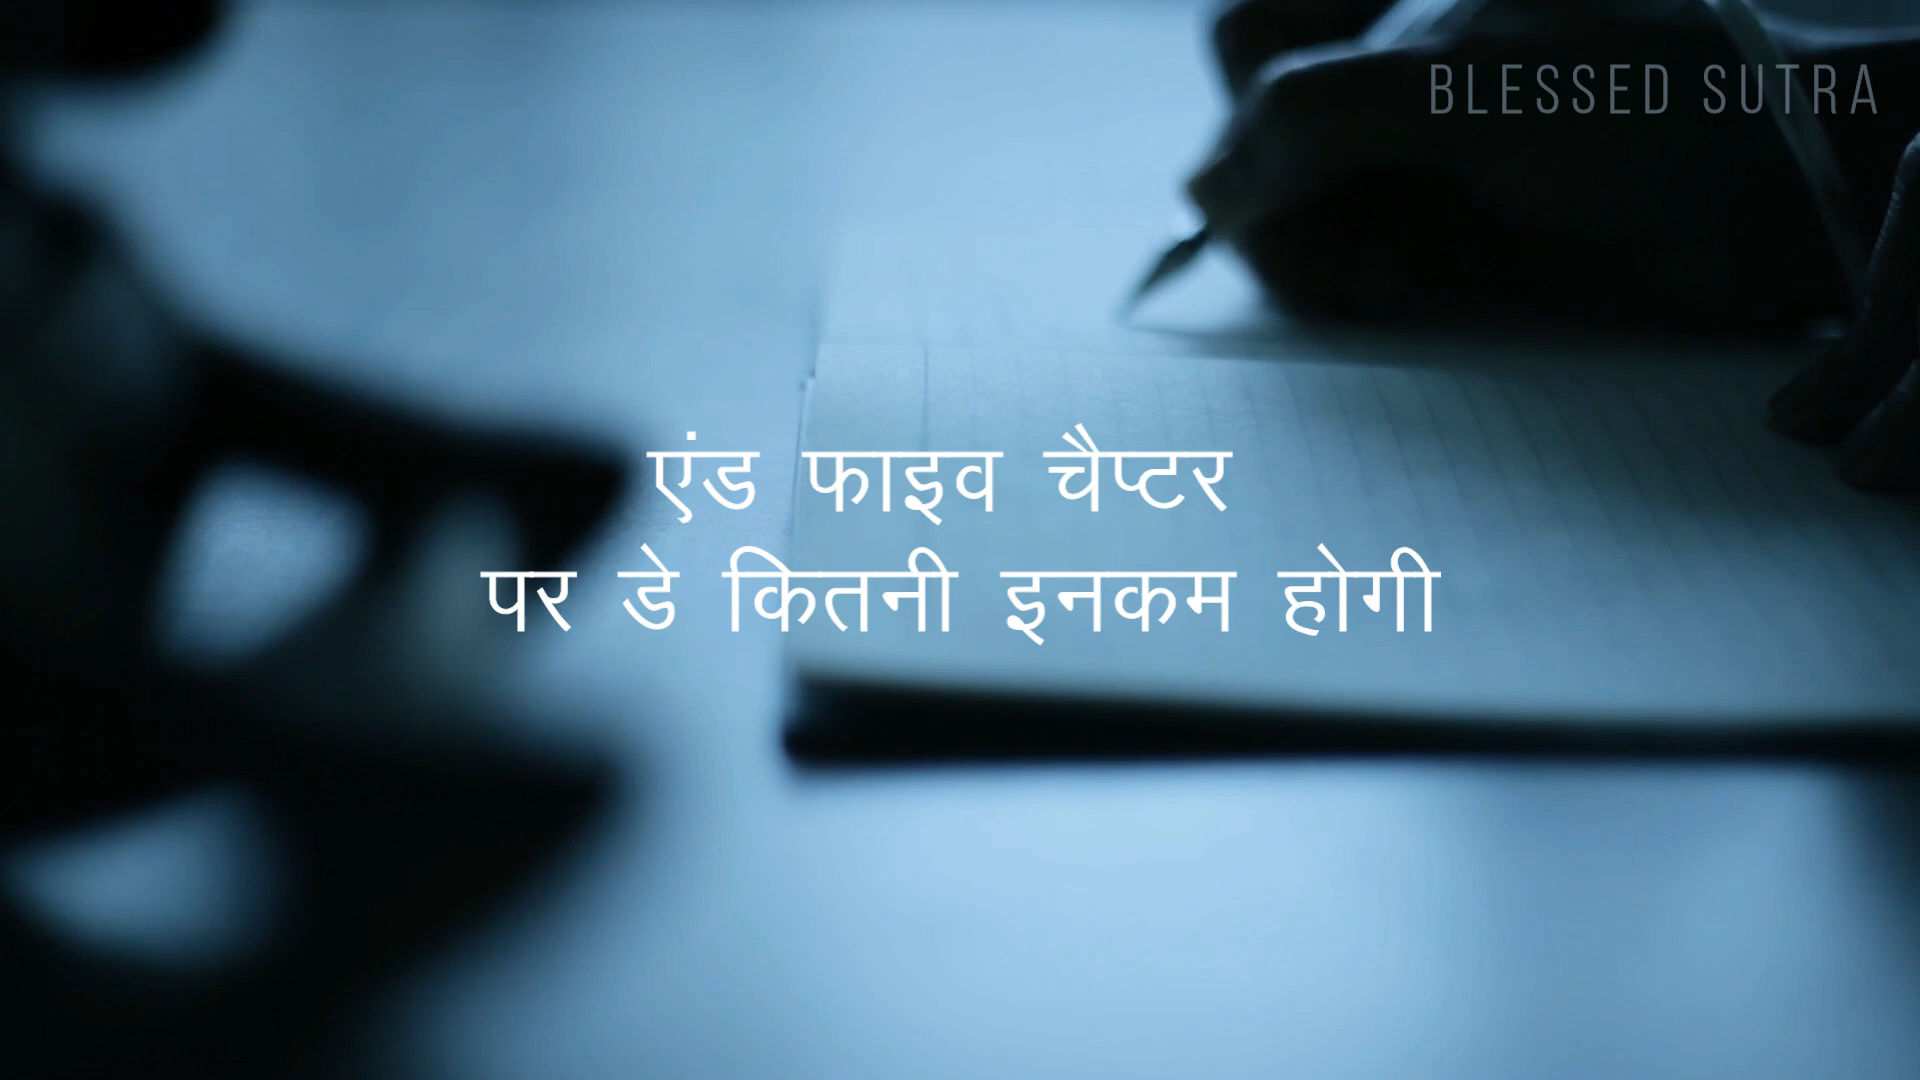 BLESSED SUTRA
एंड फाइव चैप्टर
पर डे कितनी इनकम होगी